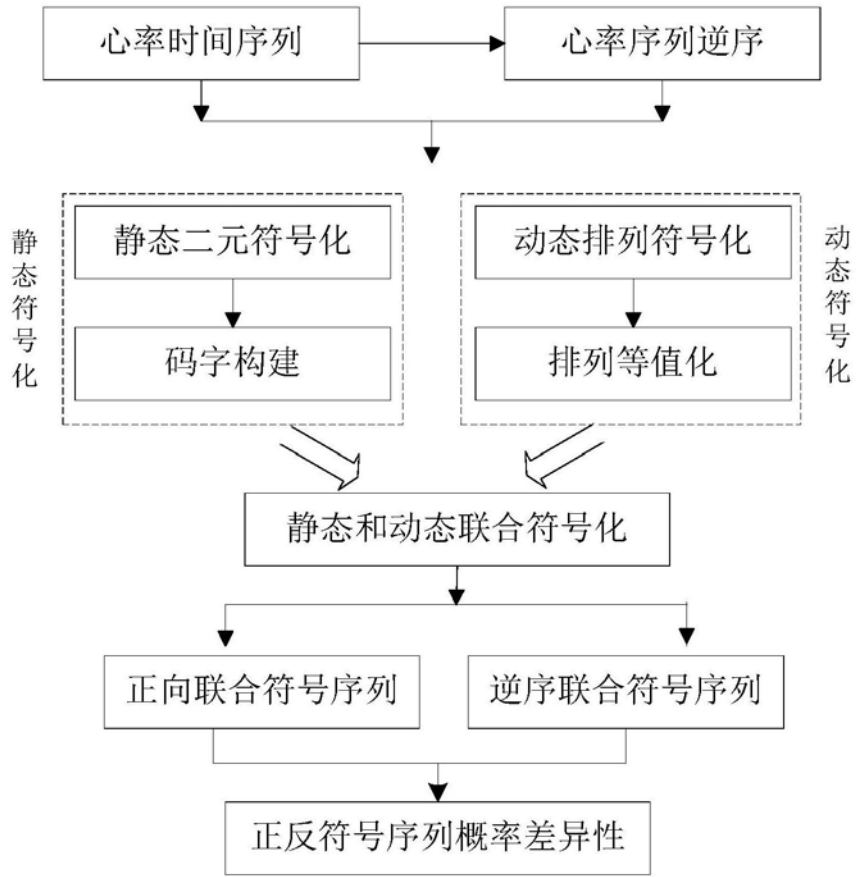 心率时间序列
心率序列逆序
静态符号化
静态二元符号化
码字构建
动态排列符号化
排列等值化
动态符号化
静态和动态联合符号化
正向联合符号序列
逆序联合符号序列
正反符号序列概率差异性